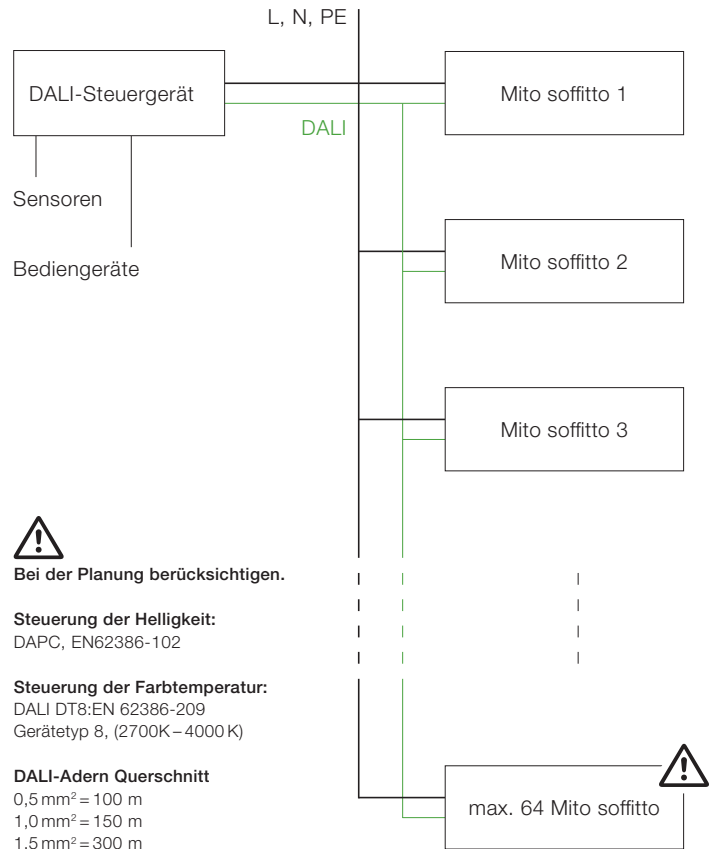 L, N, PE
DALI-Steuergerät
Mito soffitto 1
DALI
Sensoren
Bediengeräte
Mito soffitto 2
Mito soffitto 3
Bei der Planung berücksichtigen.
Steuerung der Helligkeit:
DAPC, EN62386-102
Steuerung der Farbtemperatur:
DALI DT8:EN 62386-209
Gerätetyp 8, (2700K–4000 K)
DALI-Adern Querschnitt
0,5 mm² = 100 m
1,0 mm² = 150 m
1,5 mm² = 300 m
max. 64 Mito soffitto